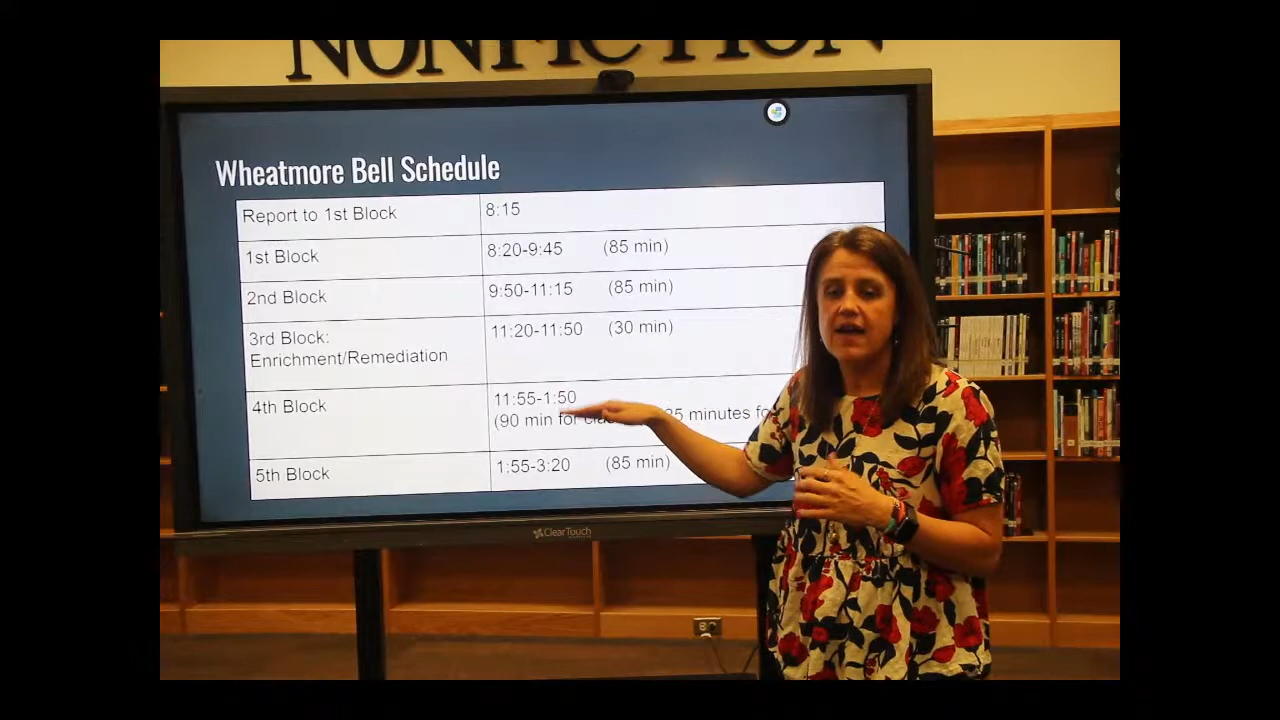 NONFICTION
Wheatmore Bell Schedule
Report to 1st Block 8:15
1st Block 8:20-9:45 (85 min)
2nd Block 9:50-11:15 (85 min)
3rd Block: 11:20-11:50 (30 min)
Enrichment/Remediation
4th Block 11:55-1:50
(90 min for minutes
5th Block 1:55-3:20 (85 min)
ClearTouch